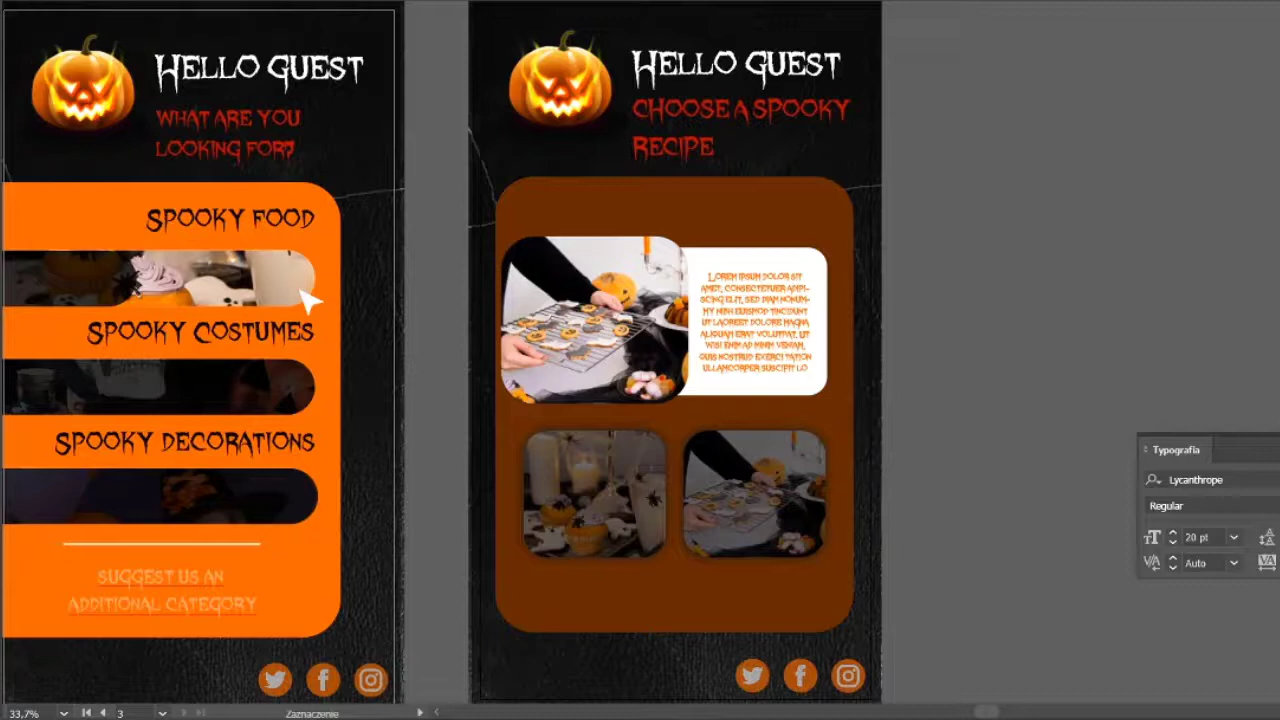 Hello Guest
What are you
looking for?
Spooky food
Spooky Costumes
Spooky decorations
Suggest us an
additional category
Hello Guest
Choose a spooky
recipe
Lorem ipsum dolor sit
amet, consectetuer adipi-
scing elit, sed diam nonum-
my nibh euismod tincidunt
ut laoreet dolore magna
aliquam erat volutpat. Ut
wisi enim ad minim veniam,
quis nostrud exerci tation
ullamcorper suscipit lo
Typografia
Lycanthrope
Regular
20 pt
Auto
33,7%
3
Zaznaczenie